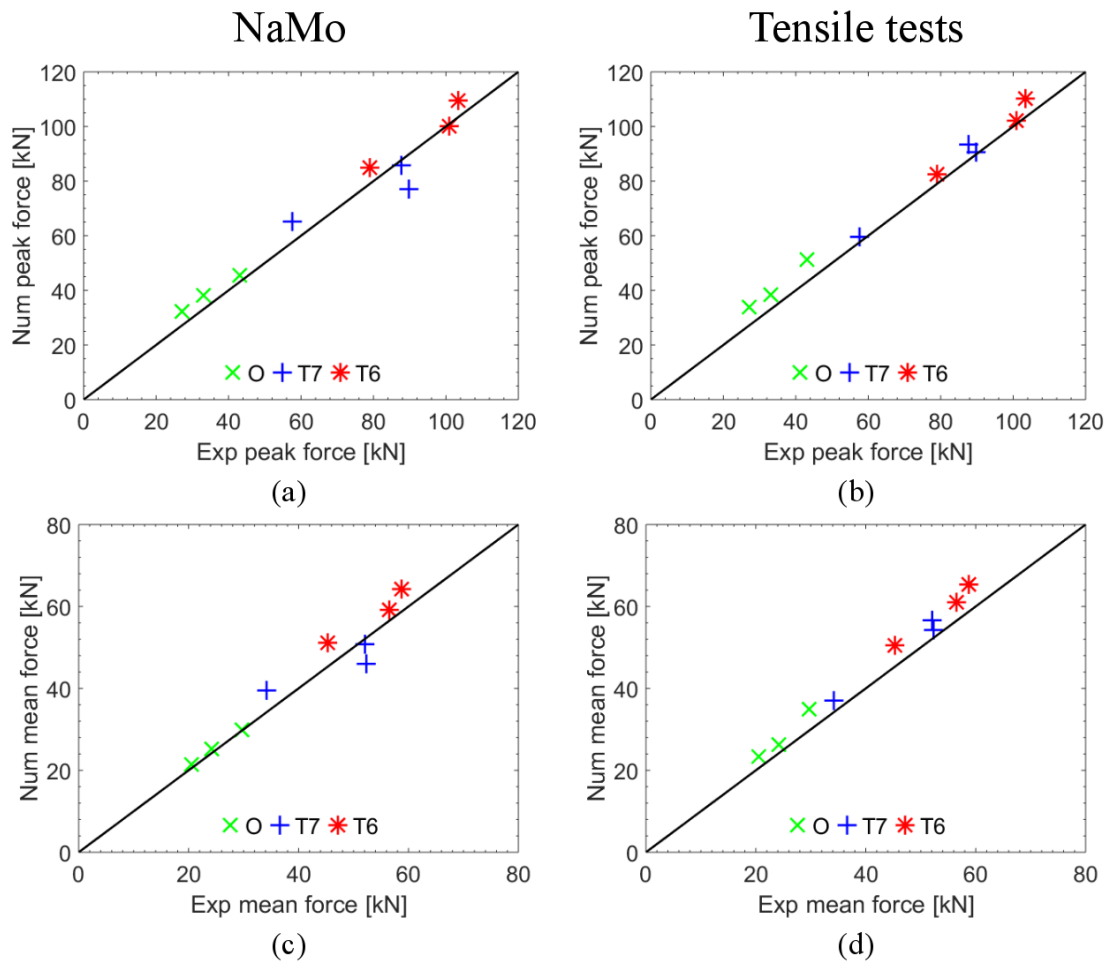 NaMo
Tensile tests
120
100
80
60
40
20
0
Num peak force [kN]
O T7 T6
0 20 40 60 80 100 120
Exp peak force [kN]
(a)
120
100
80
60
40
20
0
Num peak force [kN]
O T7 T6
0 20 40 60 80 100 120
Exp peak force [kN]
(b)
80
60
40
20
0
Num mean force [kN]
O T7 T6
0 20 40 60 80
Exp mean force [kN]
(c)
80
60
40
20
0
Num mean force [kN]
O T7 T6
0 20 40 60 80
Exp mean force [kN]
(d)